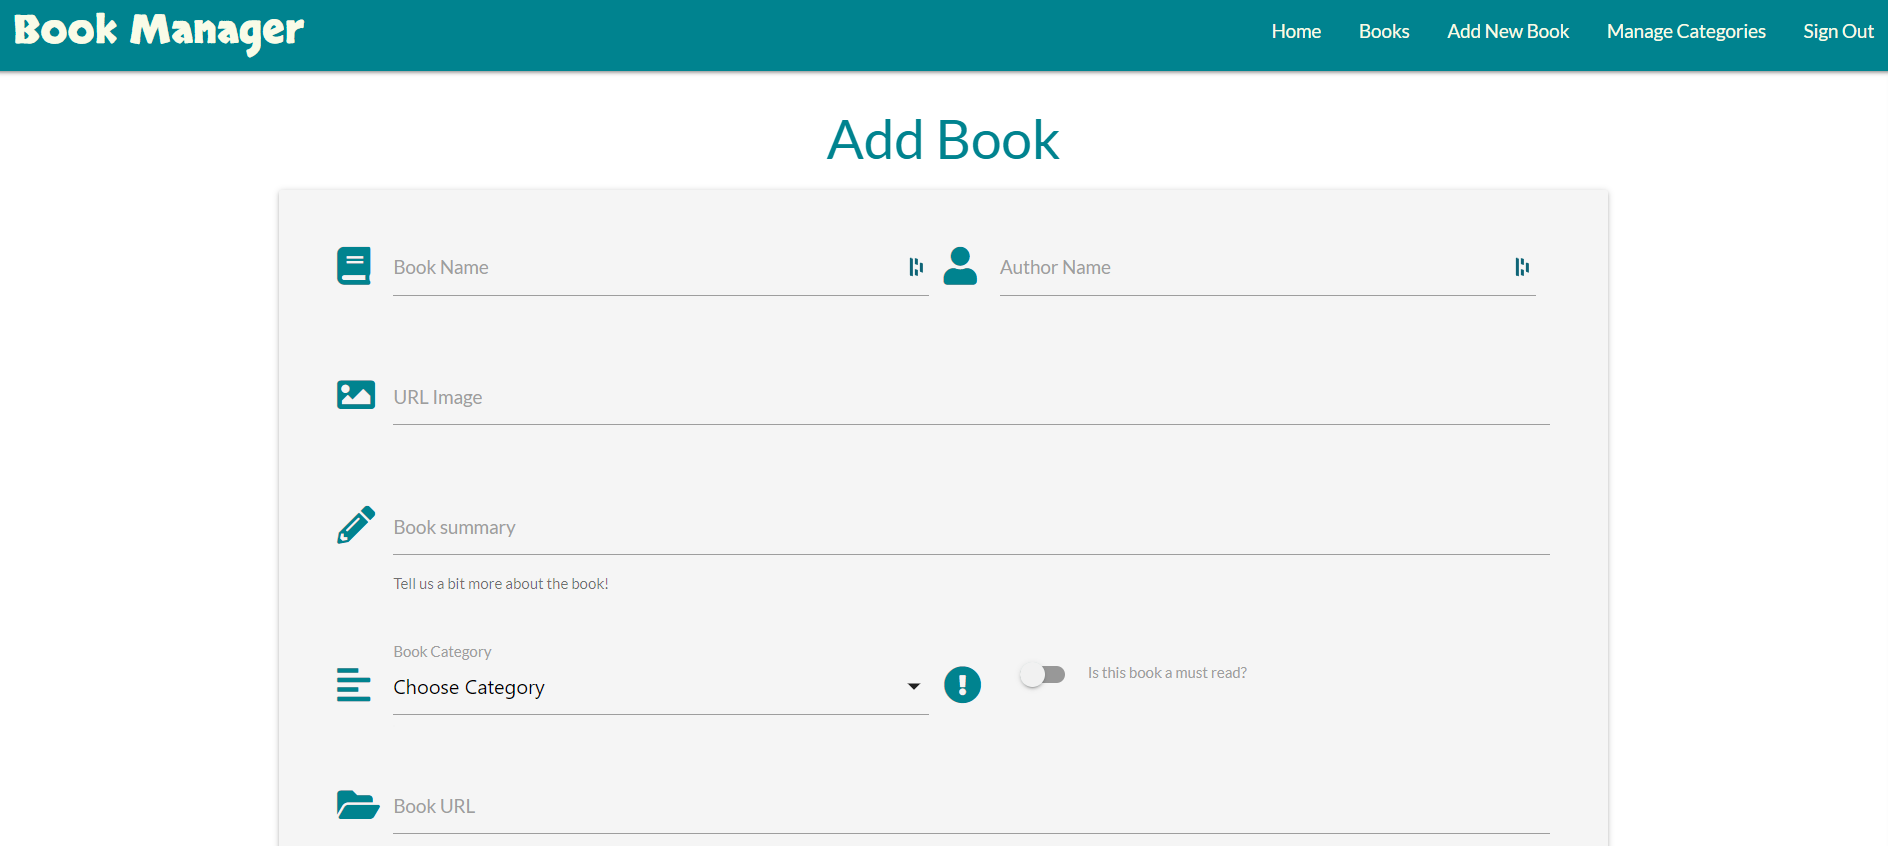 Book Manager
Home Books Add New Book Manage Categories Sign Out
Add Book
Book Name Author Name
URL Image
Book summary
Tell us a bit more about the book!
Book Category
Choose Category
Is this book a must read?
Book URL